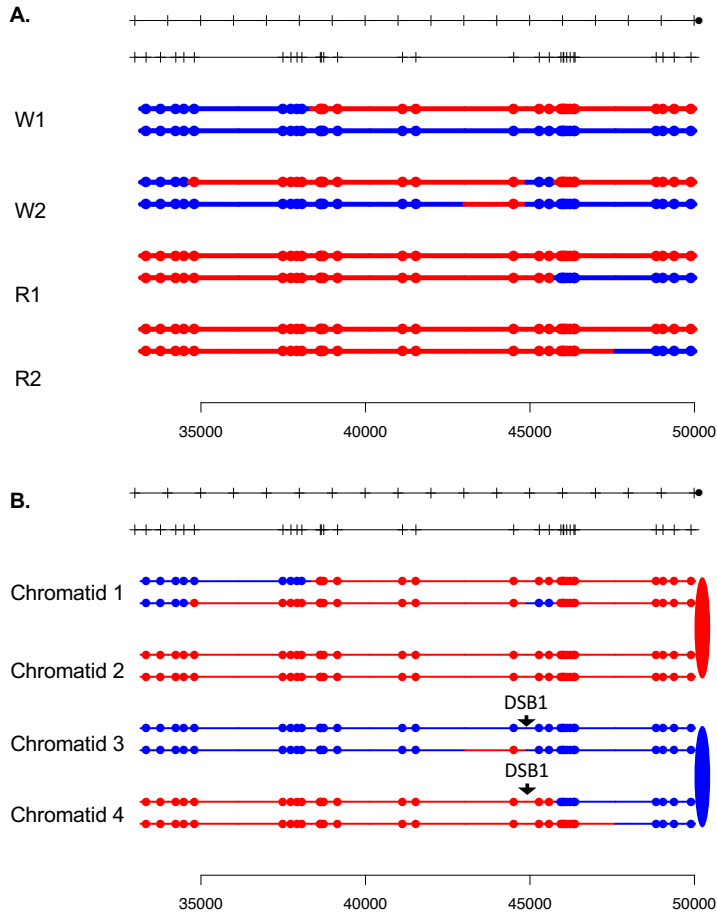 A.
W1
W2
R1
R2
35000 40000 45000 50000
B.
Chromatid 1
Chromatid 2
DSB1
Chromatid 3
DSB1
Chromatid 4
35000 40000 45000 50000